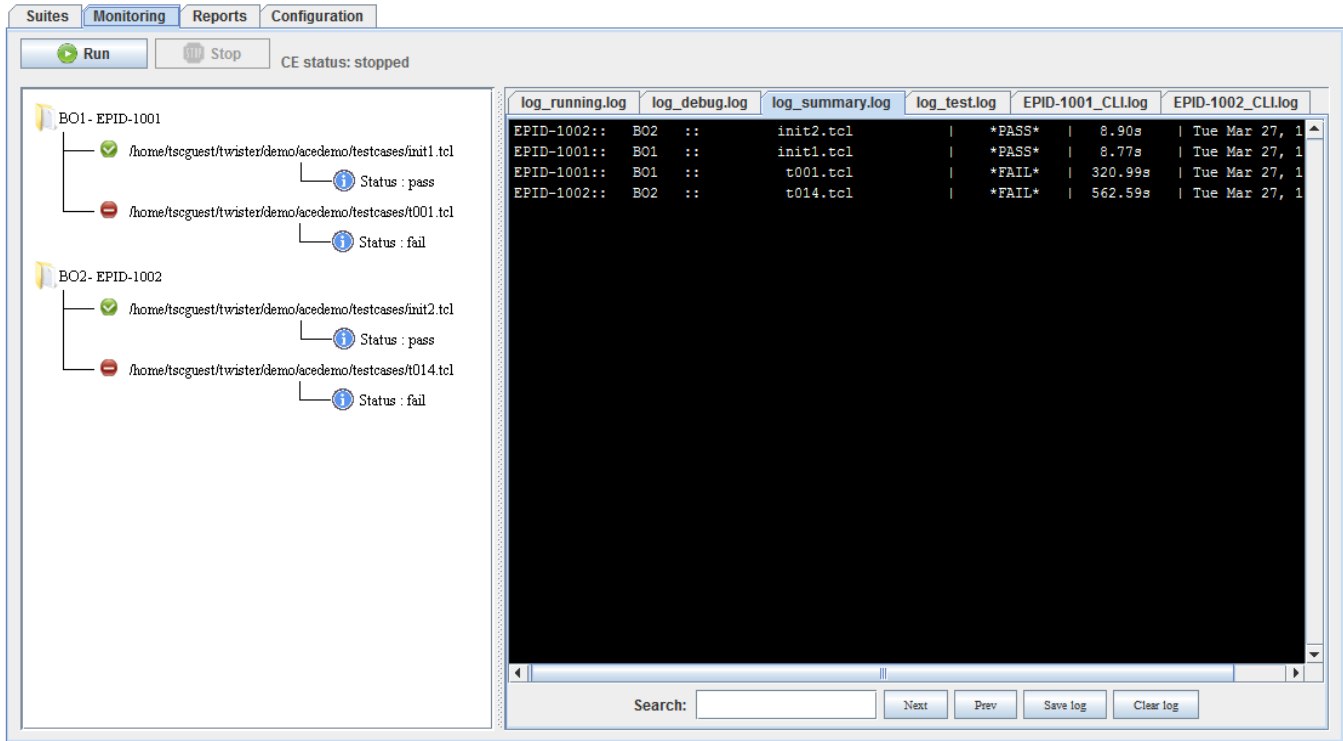 Suites Monitoring Reports Configuration
Run Stop CE status: stopped
BO1- EPID-1001
/home/tscguest/twister/demo/acedemo/testcases/init1.tcl
Status : pass
/home/tscguest/twister/demo/acedemo/testcases/t001.tcl
Status : fail
BO2- EPID-1002
/home/tscguest/twister/demo/acedemo/testcases/init2.tcl
Status : pass
/home/tscguest/twister/demo/acedemo/testcases/t014.tcl
Status : fail
log_running.log log_debug.log log_summary.log log_test.log EPID-1001_CLI.log EPID-1002_CLI.log
EPID-1002:: BO2 :: init2.tcl | *PASS* | 8.90s | Tue Mar 27, 1
EPID-1001:: BO1 :: init1.tcl | *PASS* | 8.77s | Tue Mar 27, 1
EPID-1001:: BO1 :: t001.tcl | *FAIL* | 320.99s | Tue Mar 27, 1
EPID-1002:: BO2 :: t014.tcl | *FAIL* | 562.59s | Tue Mar 27, 1
Search: Next Prev Save log Clear log